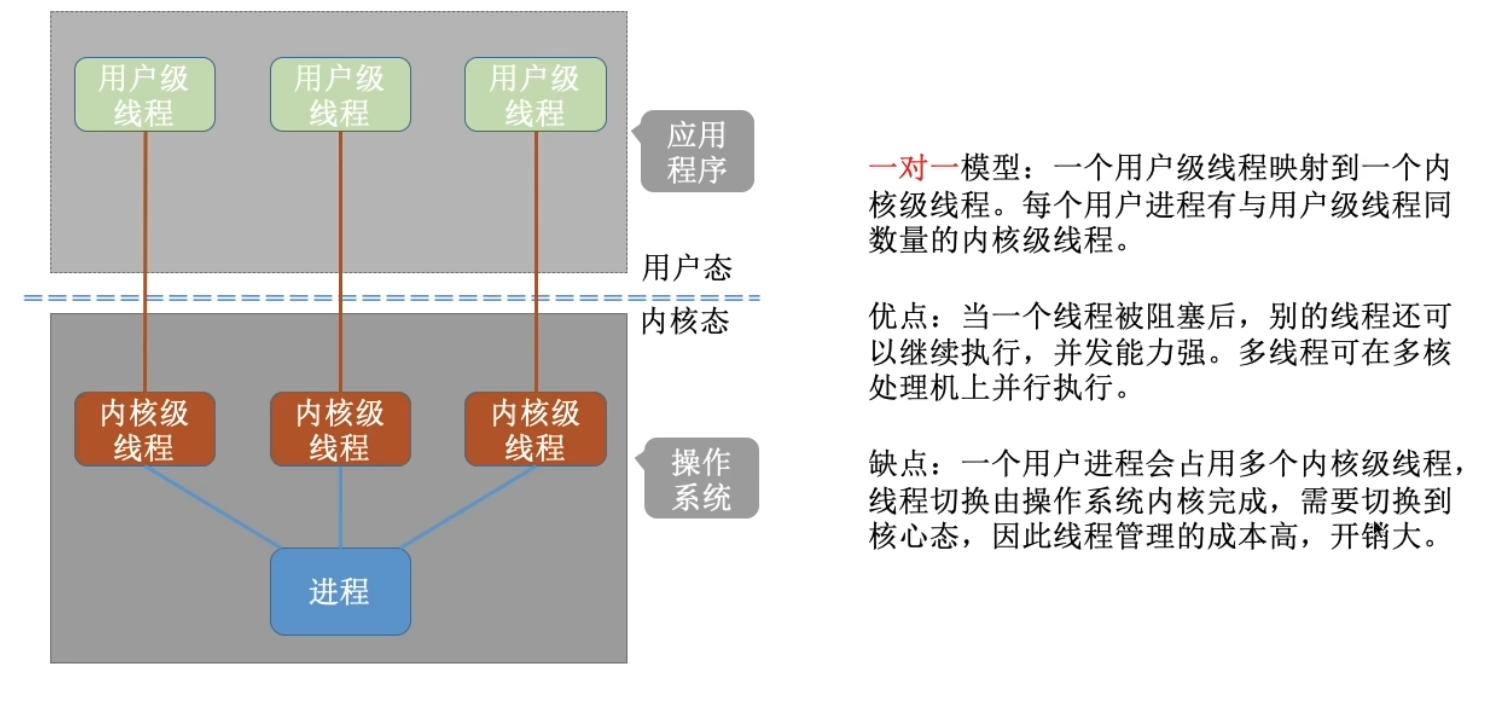 用户级
线程
用户级
线程
用户级
线程
应用
程序
用户态
内核态
内核级
线程
内核级
线程
内核级
线程
操作
系统
进程
一对一模型：一个用户级线程映射到一个内
核级线程。每个用户进程有与用户级线程同
数量的内核级线程。
优点：当一个线程被阻塞后，别的线程还可
以继续执行，并发能力强。多线程可在多核
处理机上并行执行。
缺点：一个用户进程会占用多个内核级线程，
线程切换由操作系统内核完成，需要切换到
核心态，因此线程管理的成本高，开销大。